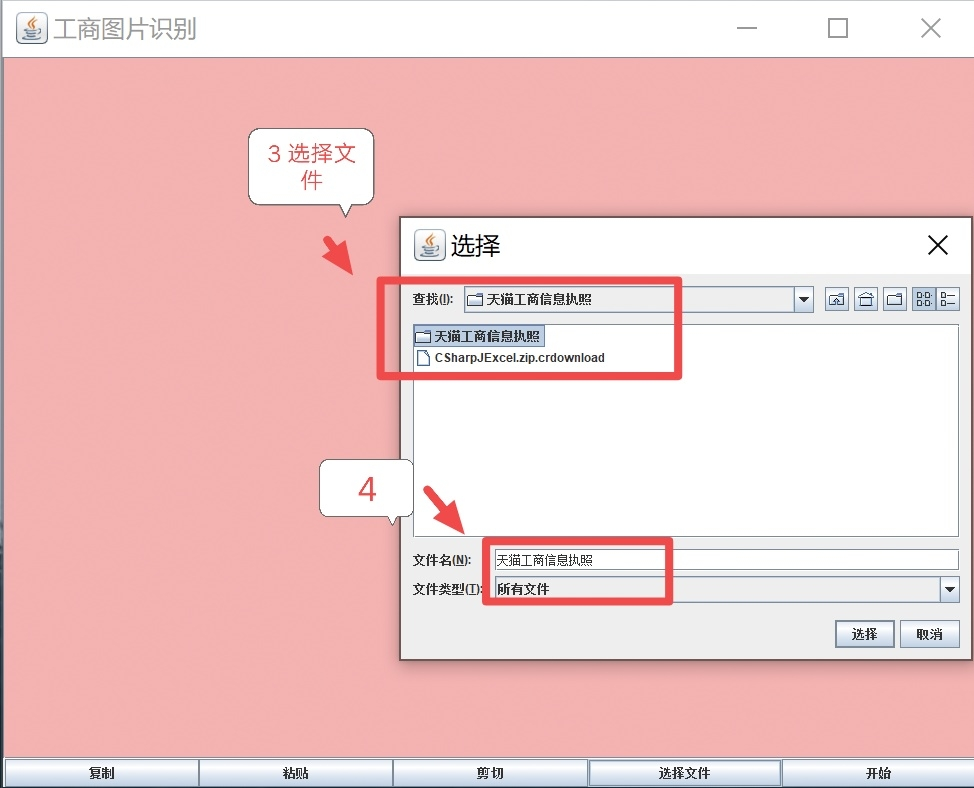 工商图片识别
3 选择文
件
选择
查找(I):
天猫工商信息执照
天猫工商信息执照
CSharpJExcel.zip.crdownload
4
文件名(N):
天猫工商信息执照
文件类型(T):
所有文件
选择
取消
复制
粘贴
剪切
选择文件
开始